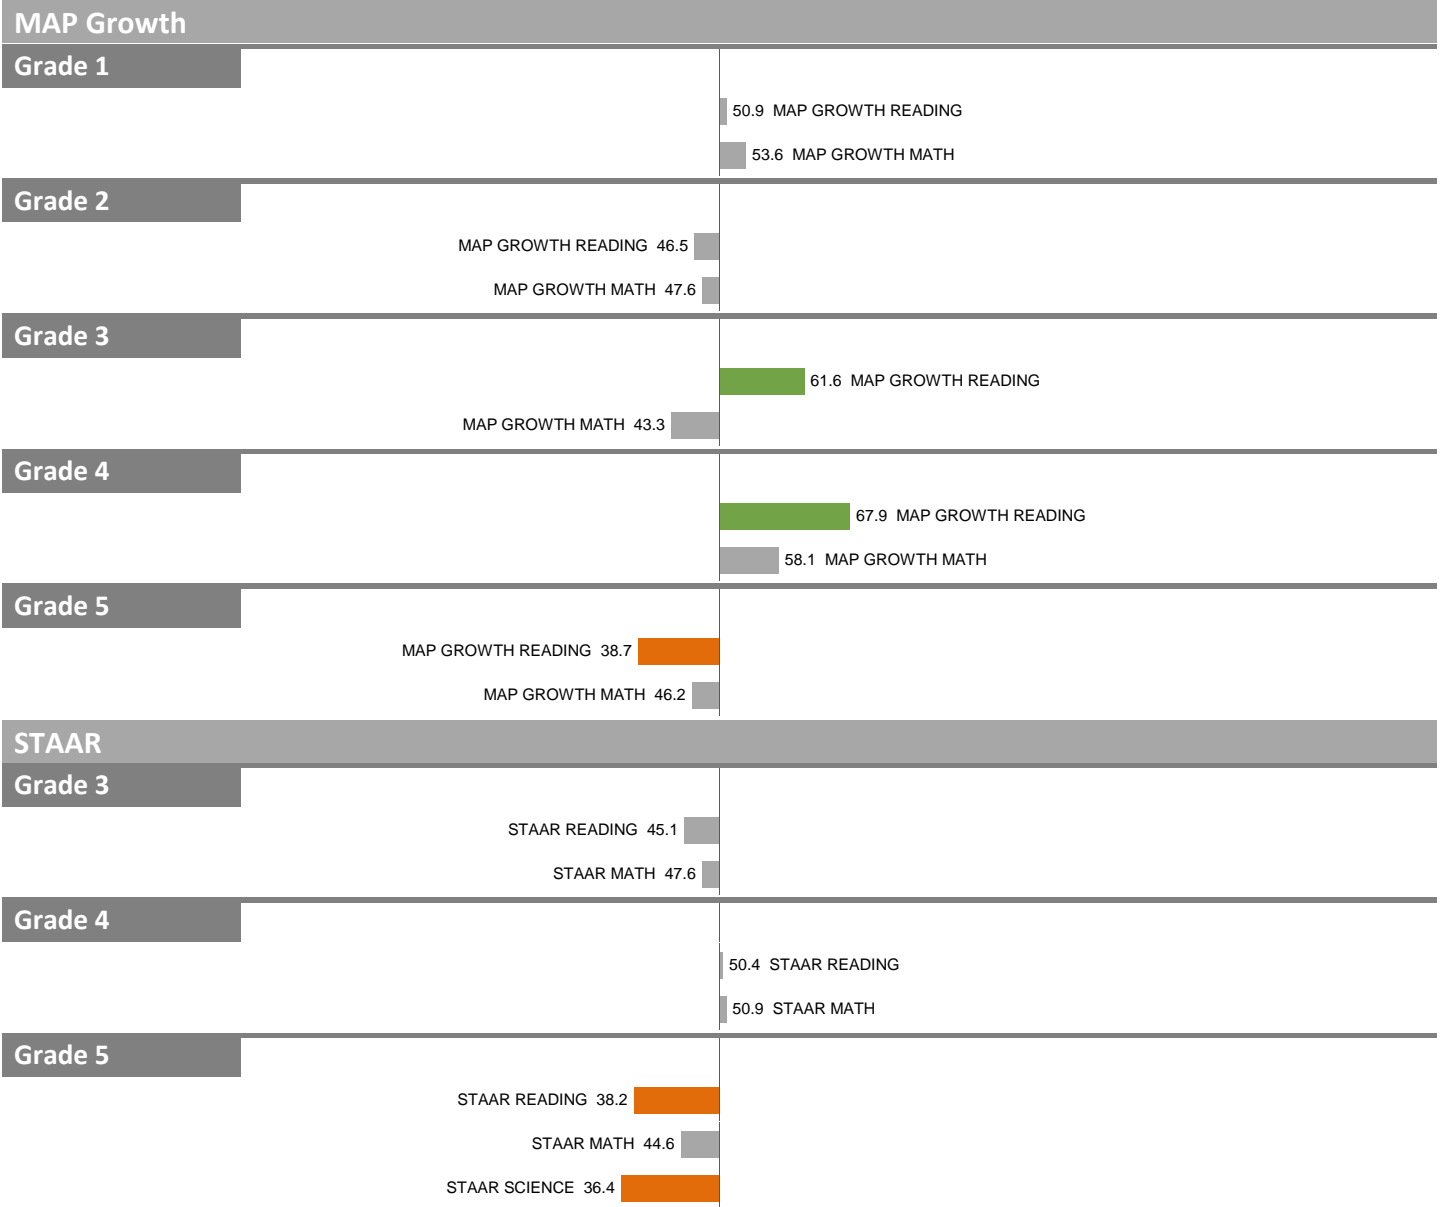 MAP Growth
Grade 1
50.9 MAP GROWTH READING
53.6 MAP GROWTH MATH
Grade 2
MAP GROWTH READING 46.5
MAP GROWTH MATH 47.6
Grade 3
61.6 MAP GROWTH READING
MAP GROWTH MATH 43.3
Grade 4
67.9 MAP GROWTH READING
58.1 MAP GROWTH MATH
Grade 5
MAP GROWTH READING 38.7
MAP GROWTH MATH 46.2
STAAR
Grade 3
STAAR READING 45.1
STAAR MATH 47.6
Grade 4
50.4 STAAR READING
50.9 STAAR MATH
Grade 5
STAAR READING 38.2
STAAR MATH 44.6
STAAR SCIENCE 36.4